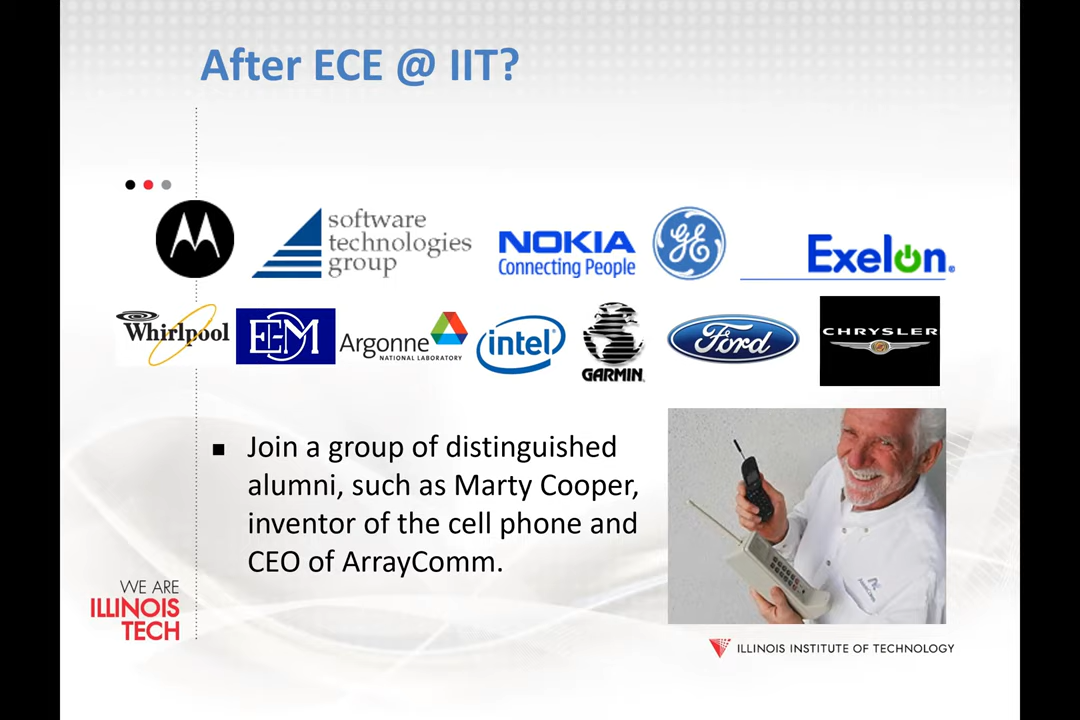 After ECE @ IIT?
software
technologies
group
NOKIA
Connecting People
GE
Exelon®
Whirlpool
Argonne
NATIONAL LABORATORY
intel®
GARMIN
Ford
CHRYSLER
■ Join a group of distinguished
alumni, such as Marty Cooper,
inventor of the cell phone and
CEO of ArrayComm.
WE ARE
ILLINOIS
TECH
ILLINOIS INSTITUTE OF TECHNOLOGY